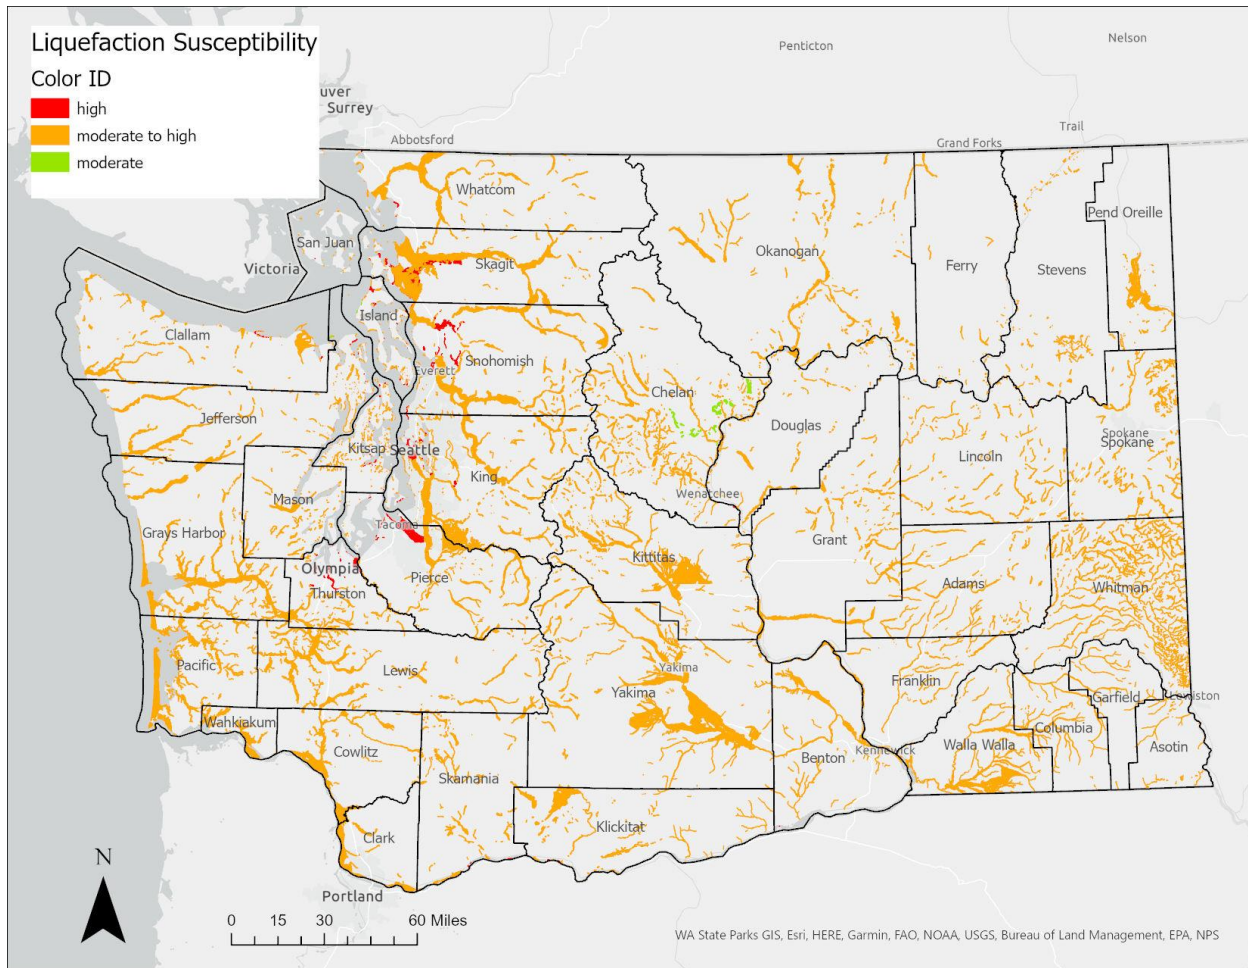 Liquefaction Susceptibility
Color ID
high
moderate to high
moderate
Nelson
Penticton
uver
Surrey
Trail
Abbotsford
Grand Forks
Whatcom
Pend Oreille
San Juan
Okanogan
Victoria
Skagit
Ferry
Stevens
Island
Clallam
Snohomish
Everett
Chelan
Jefferson
Douglas
Spokane
Spokane
Kitsap
Seattle
Lincoln
King
Mason
Wenatchee
Tacoma
Grays Harbor
Grant
Kittitas
Olympia
Pierce
Adams
Whitman
Thurston
Pacific
Lewis
Yakima
Franklin
Yakima
Garfield
Lewiston
Wahkiakum
Columbia
Cowlitz
Walla Walla
Asotin
Kennewick
Benton
Skamania
Klickitat
Clark
N
Portland
0 15 30 60 Miles
WA State Parks GIS, Esri, HERE, Garmin, FAO, NOAA, USGS, Bureau of Land Management, EPA, NPS